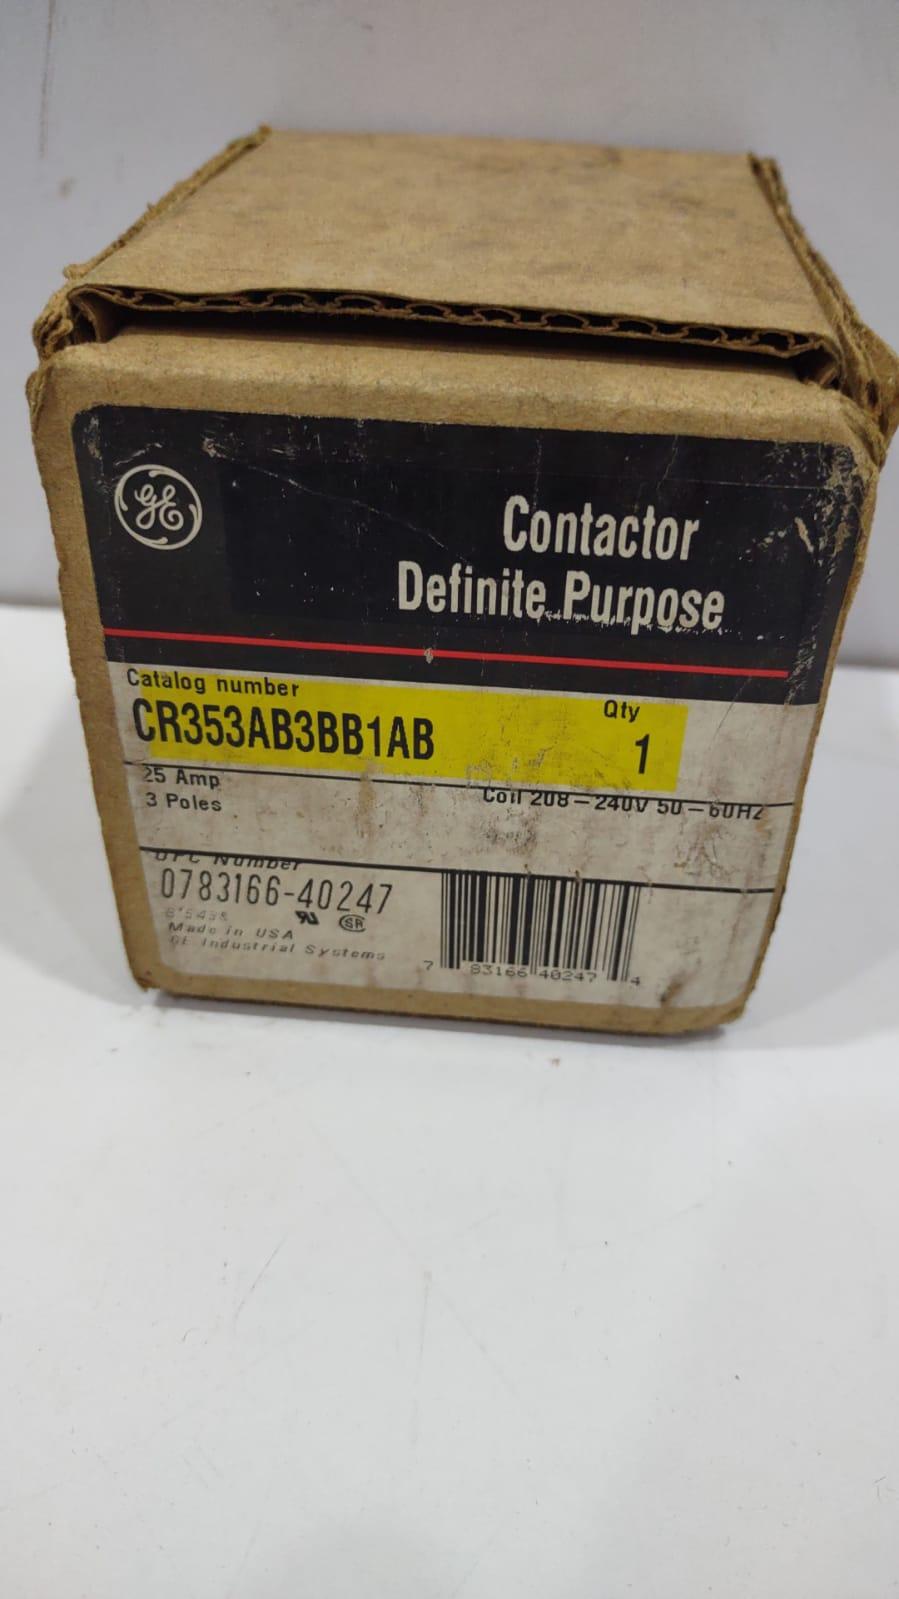 GE
Contactor
Definite Purpose
Catalog number
Qty
CR353AB3BB1AB
1
25 Amp
3 Poles
Coil 208-240V 50-60HZ
UPC Number
0783166-40247
Made in USA
GE Industrial Systems
7 83166 40247 4